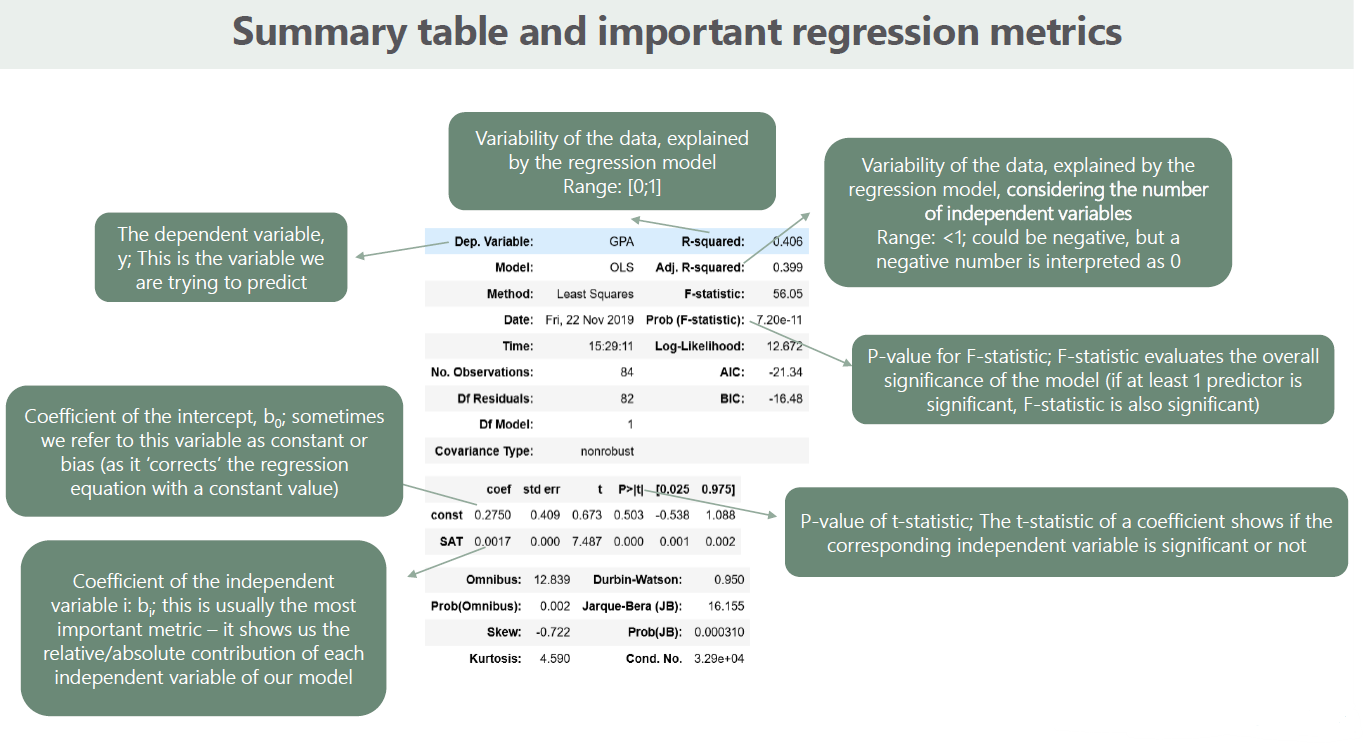 Summary table and important regression metrics
Variability of the data, explained
by the regression model
Range: [0;1]
Variability of the data, explained by the
regression model, considering the number
of independent variables
Range: <1; could be negative, but a
negative number is interpreted as 0
The dependent variable,
y; This is the variable we
are trying to predict
Dep. Variable: GPA R-squared: 0.406
Model: OLS Adj. R-squared: 0.399
Method: Least Squares F-statistic: 56.05
Date: Fri, 22 Nov 2019 Prob (F-statistic): 7.20e-11
Time: 15:29:11 Log-Likelihood: 12.672
No. Observations: 84 AIC: -21.34
Df Residuals: 82 BIC: -16.48
Df Model: 1
Covariance Type: nonrobust
P-value for F-statistic; F-statistic evaluates the overall
significance of the model (if at least 1 predictor is
significant, F-statistic is also significant)
Coefficient of the intercept, b0; sometimes
we refer to this variable as constant or
bias (as it ‘corrects’ the regression
equation with a constant value)
coef std err t P>|t| [0.025 0.975]
const 0.2750 0.409 0.673 0.503 -0.538 1.088
SAT 0.0017 0.000 7.487 0.000 0.001 0.002
P-value of t-statistic; The t-statistic of a coefficient shows if the
corresponding independent variable is significant or not
Coefficient of the independent
variable i: bi; this is usually the most
important metric – it shows us the
relative/absolute contribution of each
independent variable of our model
Omnibus: 12.839 Durbin-Watson: 0.950
Prob(Omnibus): 0.002 Jarque-Bera (JB): 16.155
Skew: -0.722 Prob(JB): 0.000310
Kurtosis: 4.590 Cond. No. 3.29e+04